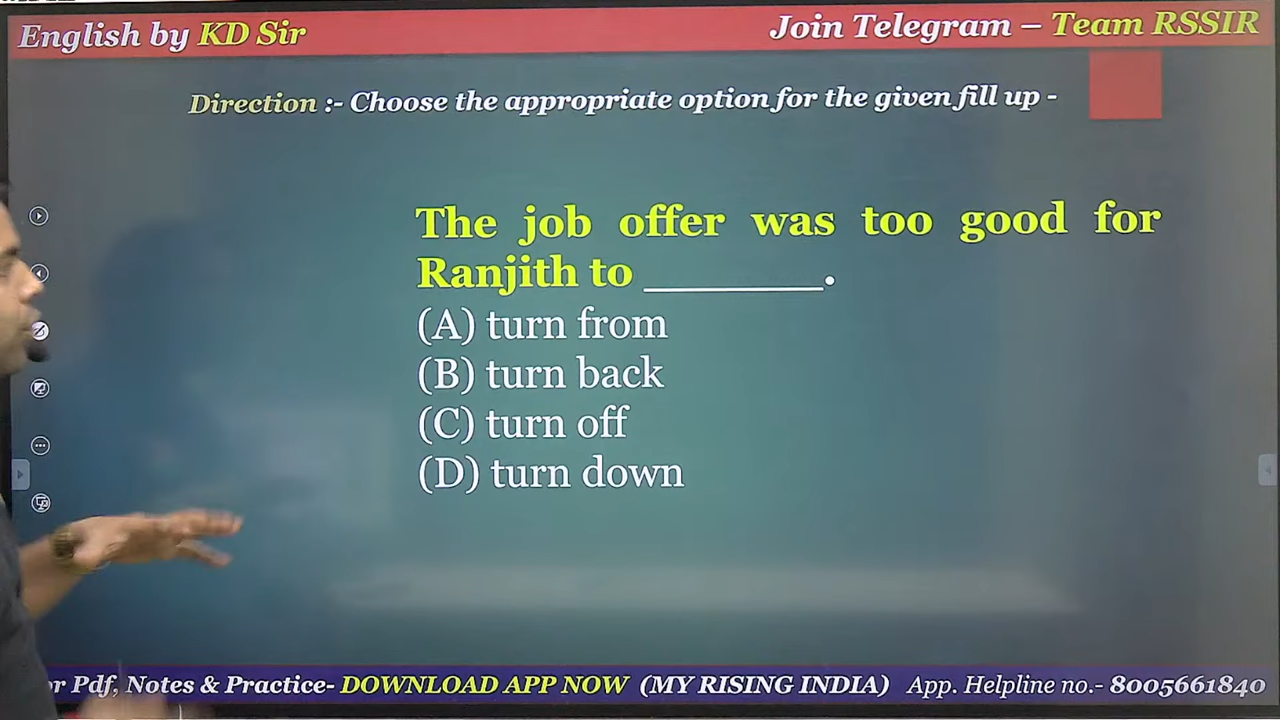 English by KD Sir
Join Telegram – Team RSSIR
Direction :- Choose the appropriate option for the given fill up -
The job offer was too good for
Ranjith to ________.
(A) turn from
(B) turn back
(C) turn off
(D) turn down
Pdf, Notes & Practice- DOWNLOAD APP NOW (MY RISING INDIA) App. Helpline no.- 8005661840